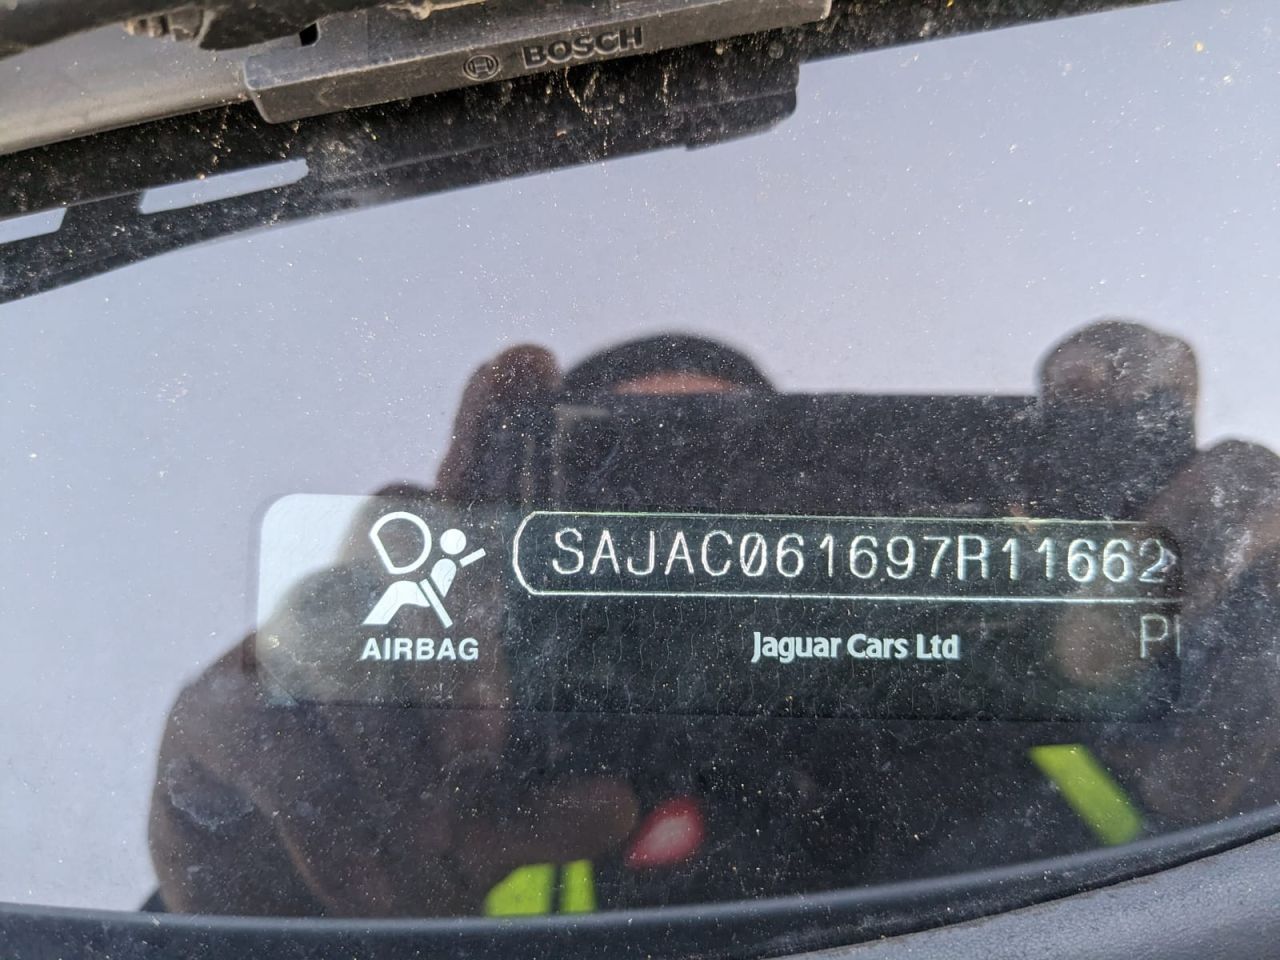 BOSCH
SAJAC061697R11662
AIRBAG
Jaguar Cars Ltd